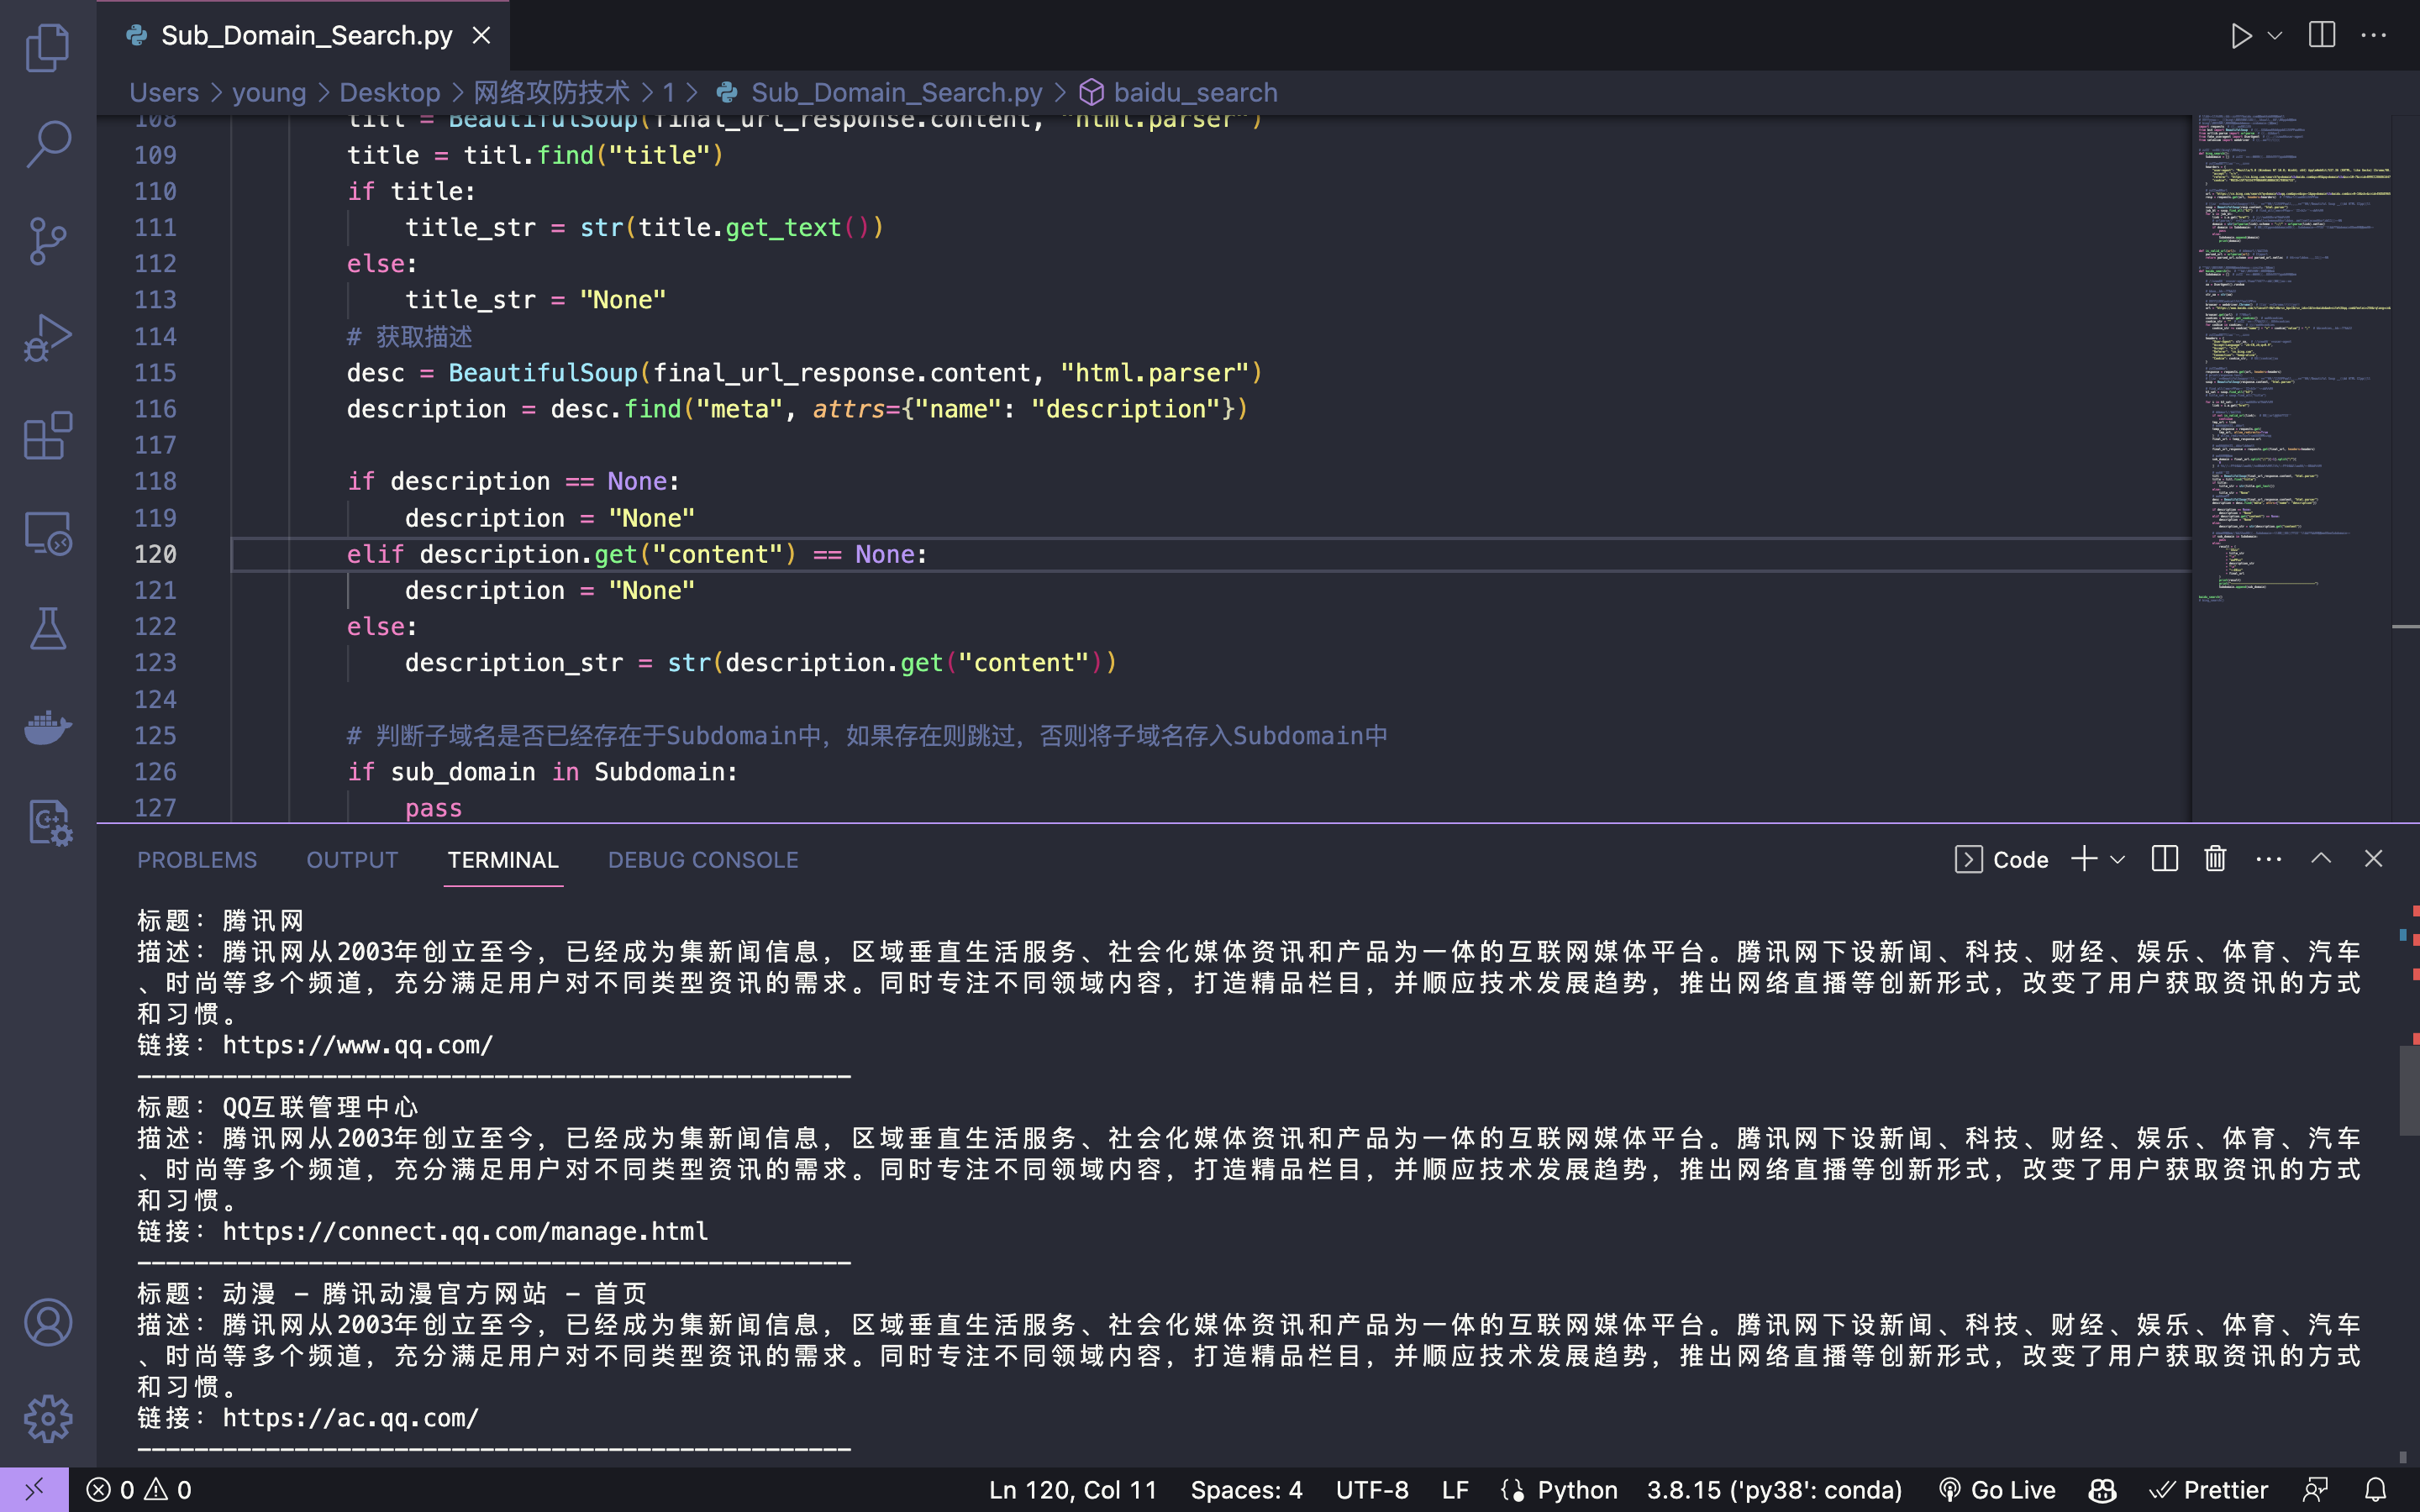 Sub_Domain_Search.py
Users > young > Desktop > 网络攻防技术 > 1 > Sub_Domain_Search.py > baidu_search
108 titl = BeautifulSoup(final_url_response.content, "html.parser")
109 title = titl.find("title")
110 if title:
111 title_str = str(title.get_text())
112 else:
113 title_str = "None"
114 # 获取描述
115 desc = BeautifulSoup(final_url_response.content, "html.parser")
116 description = desc.find("meta", attrs={"name": "description"})
117
118 if description == None:
119 description = "None"
120 elif description.get("content") == None:
121 description = "None"
122 else:
123 description_str = str(description.get("content"))
124
125 # 判断子域名是否已经存在于Subdomain中，如果存在则跳过，否则将子域名存入Subdomain中
126 if sub_domain in Subdomain:
127 pass
PROBLEMS OUTPUT TERMINAL DEBUG CONSOLE Code
标题：腾讯网
描述：腾讯网从2003年创立至今，已经成为集新闻信息，区域垂直生活服务、社会化媒体资讯和产品为一体的互联网媒体平台。腾讯网下设新闻、科技、财经、娱乐、体育、汽车
、时尚等多个频道，充分满足用户对不同类型资讯的需求。同时专注不同领域内容，打造精品栏目，并顺应技术发展趋势，推出网络直播等创新形式，改变了用户获取资讯的方式
和习惯。
链接：https://www.qq.com/
--------------------------------------------------
标题：QQ互联管理中心
描述：腾讯网从2003年创立至今，已经成为集新闻信息，区域垂直生活服务、社会化媒体资讯和产品为一体的互联网媒体平台。腾讯网下设新闻、科技、财经、娱乐、体育、汽车
、时尚等多个频道，充分满足用户对不同类型资讯的需求。同时专注不同领域内容，打造精品栏目，并顺应技术发展趋势，推出网络直播等创新形式，改变了用户获取资讯的方式
和习惯。
链接：https://connect.qq.com/manage.html
--------------------------------------------------
标题：动漫 - 腾讯动漫官方网站 - 首页
描述：腾讯网从2003年创立至今，已经成为集新闻信息，区域垂直生活服务、社会化媒体资讯和产品为一体的互联网媒体平台。腾讯网下设新闻、科技、财经、娱乐、体育、汽车
、时尚等多个频道，充分满足用户对不同类型资讯的需求。同时专注不同领域内容，打造精品栏目，并顺应技术发展趋势，推出网络直播等创新形式，改变了用户获取资讯的方式
和习惯。
链接：https://ac.qq.com/
--------------------------------------------------
0 0 Ln 120, Col 11 Spaces: 4 UTF-8 LF Python 3.8.15 ('py38': conda) Go Live Prettier